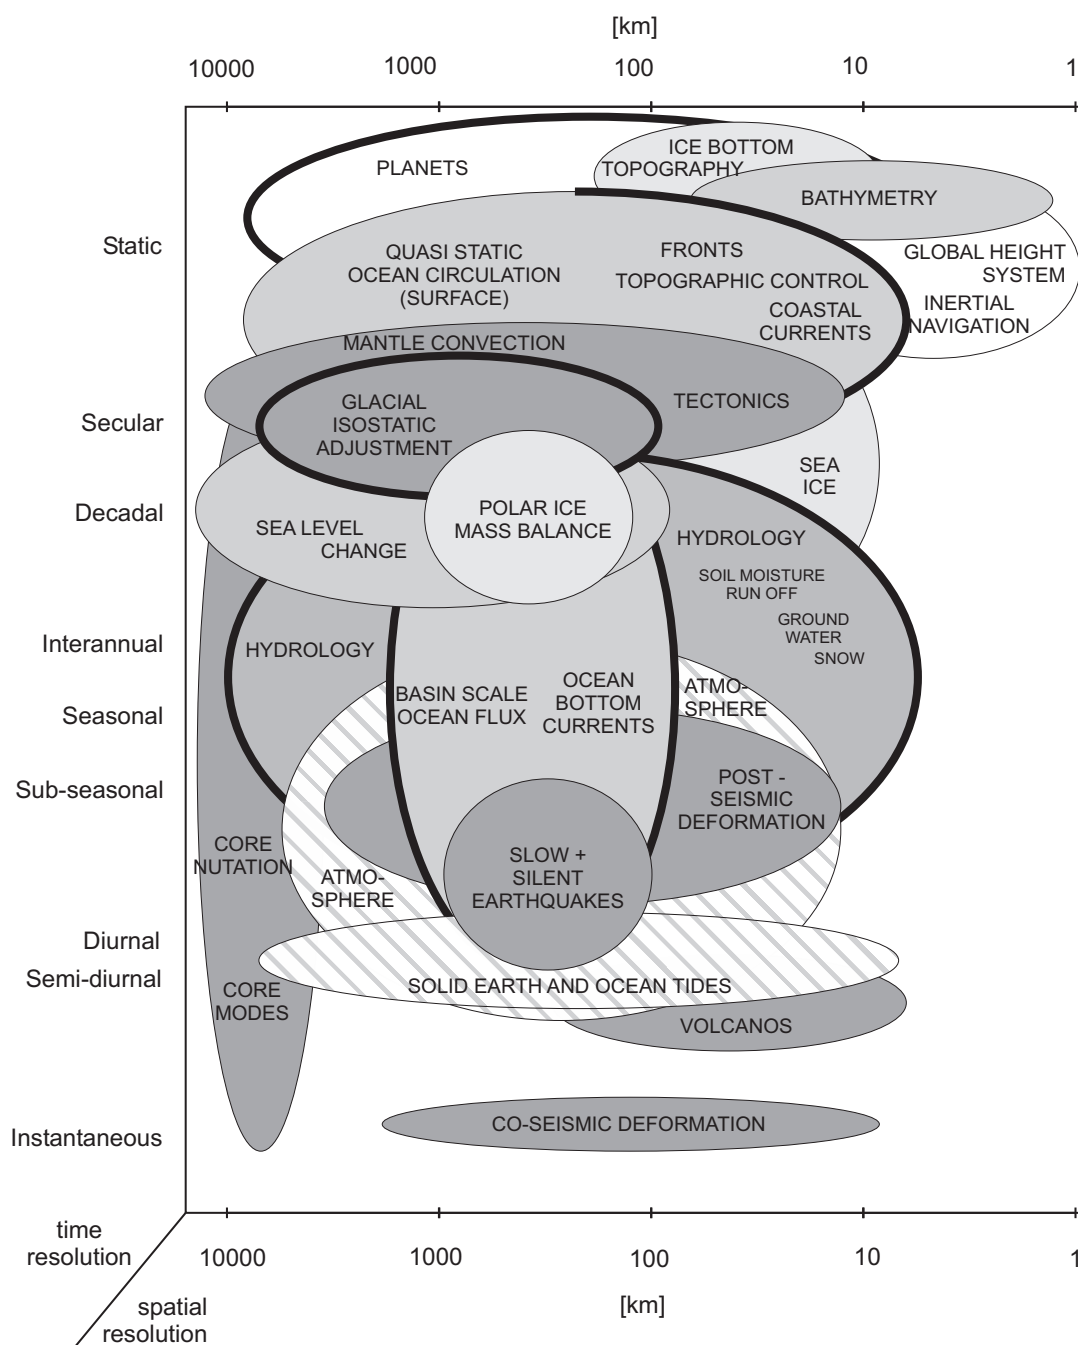 [km]
10000
1000
100
10
1
PLANETS
ICE BOTTOM
TOPOGRAPHY
BATHYMETRY
Static
QUASI STATIC
OCEAN CIRCULATION
(SURFACE)
FRONTS
TOPOGRAPHIC CONTROL
COASTAL
CURRENTS
GLOBAL HEIGHT
SYSTEM
INERTIAL
NAVIGATION
MANTLE CONVECTION
Secular
GLACIAL
ISOSTATIC
ADJUSTMENT
TECTONICS
SEA
ICE
Decadal
SEA LEVEL
CHANGE
POLAR ICE
MASS BALANCE
HYDROLOGY
SOIL MOISTURE
RUN OFF
GROUND
WATER
SNOW
Interannual
HYDROLOGY
Seasonal
BASIN SCALE
OCEAN FLUX
OCEAN
BOTTOM
CURRENTS
ATMO-
SPHERE
Sub-seasonal
POST -
SEISMIC
DEFORMATION
CORE
NUTATION
ATMO-
SPHERE
SLOW +
SILENT
EARTHQUAKES
Diurnal
Semi-diurnal
CORE
MODES
SOLID EARTH AND OCEAN TIDES
VOLCANOS
Instantaneous
CO-SEISMIC DEFORMATION
time
resolution
10000
1000
100
10
1
spatial
resolution
[km]